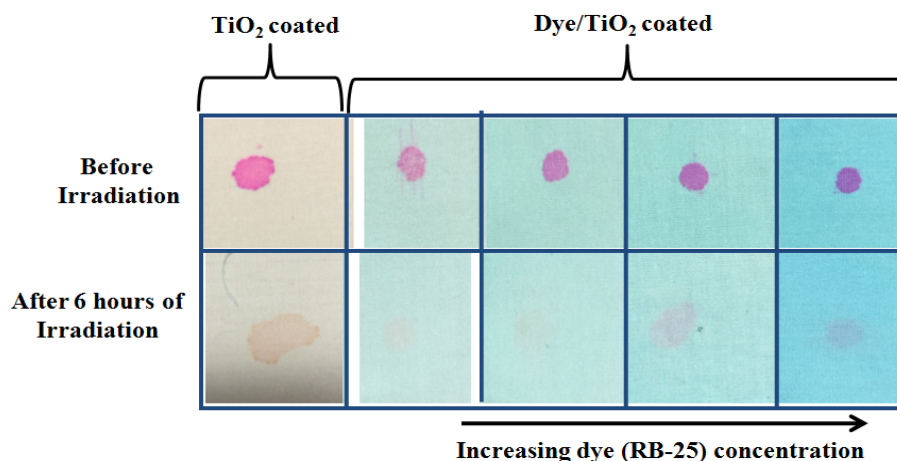 TiO₂ coated
Dye/TiO₂ coated
Before
Irradiation
After 6 hours of
Irradiation
Increasing dye (RB-25) concentration